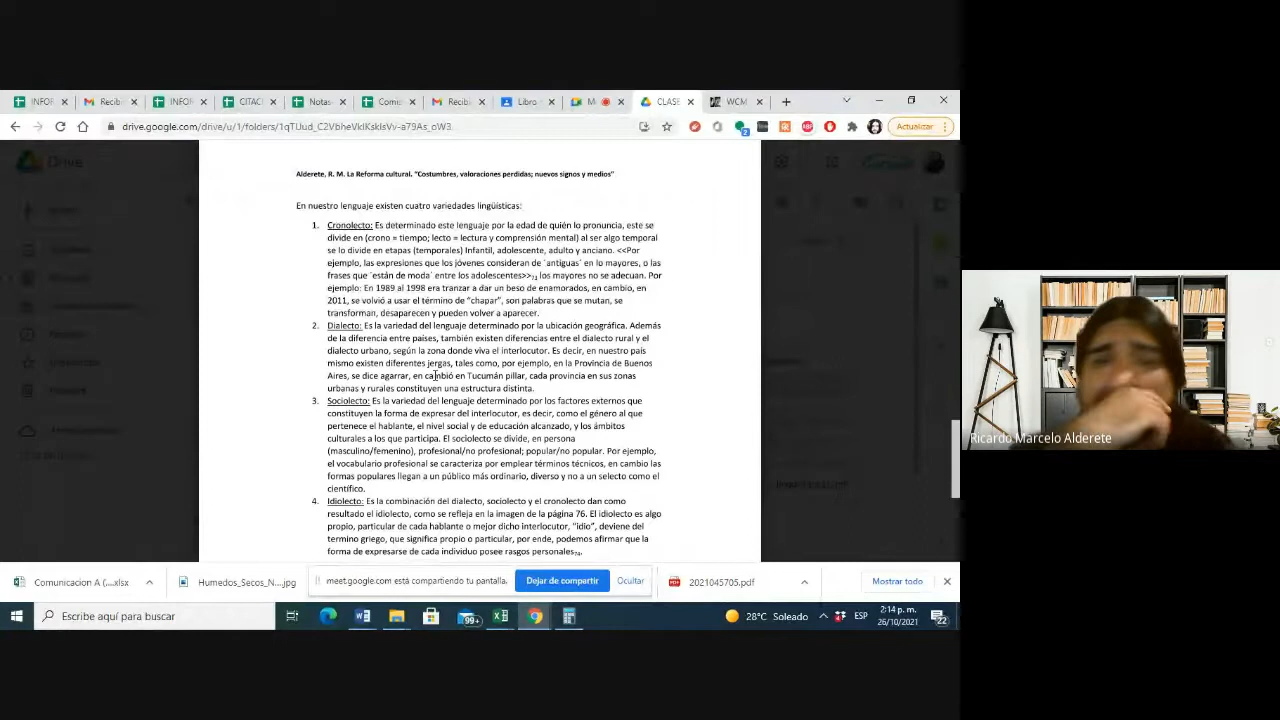 INFOR
Recib
INFOR
CITACI
Notas
Come
Recibi
Libro
M
CLASE
WCM
drive.google.com/drive/u/1/folders/
Actualizar
Drive
Alderete, R. M. La Reforma cultural. "Costumbres, valoraciones perdidas; nuevos signos y medios"
En nuestro lenguaje existen cuatro variedades lingüísticas:
1. Cronolecto: Es determinado este lenguaje por la edad de quién lo pronuncia, este se
divide en (crono = tiempo; lecto = lectura y comprensión mental) al ser algo temporal
se lo divide en etapas (temporales) Infantil, adolescente, adulto y anciano. <<Por
ejemplo, las expresiones que los jóvenes consideran de ´antiguas´ en lo mayores, o las
frases que ´están de moda´ entre los adolescentes>>73 los mayores no se adecuan. Por
ejemplo: En 1989 al 1998 era tranzar a dar un beso de enamorados, en cambio, en
2011, se volvió a usar el término de "chapar", son palabras que se mutan, se
transforman, desaparecen y pueden volver a aparecer.
2. Dialecto: Es la variedad del lenguaje determinado por la ubicación geográfica. Además
de la diferencia entre países, también existen diferencias entre el dialecto rural y el
dialecto urbano, según la zona donde viva el interlocutor. Es decir, en nuestro país
mismo existen diferentes jergas, tales como, por ejemplo, en la Provincia de Buenos
Aires, se dice agarrar, en cambió en Tucumán pillar, cada provincia en sus zonas
urbanas y rurales constituyen una estructura distinta.
3. Sociolecto: Es la variedad del lenguaje determinado por los factores externos que
constituyen la forma de expresar del interlocutor, es decir, como el género al que
pertenece el hablante, el nivel social y de educación alcanzado, y los ámbitos
culturales a los que participa. El sociolecto se divide, en persona
(masculino/femenino), profesional/no profesional; popular/no popular. Por ejemplo,
el vocabulario profesional se caracteriza por emplear términos técnicos, en cambio las
formas populares llegan a un público más ordinario, diverso y no a un selecto como el
científico.
4. Idiolecto: Es la combinación del dialecto, sociolecto y el cronolecto dan como
resultado el idiolecto, como se refleja en la imagen de la página 76. El idiolecto es algo
propio, particular de cada hablante o mejor dicho interlocutor, "idio", deviene del
termino griego, que significa propio o particular, por ende, podemos afirmar que la
forma de expresarse de cada individuo posee rasgos personales74.
Ricardo Marcelo Alderete
Comunicacion A (....xlsx
Humedos_Secos_N....jpg
meet.google.com está compartiendo tu pantalla.
Dejar de compartir
Ocultar
2021045705.pdf
Mostrar todo
Escribe aquí para buscar
99+
28°C Soleado
ESP
2:14 p. m.
26/10/2021
22